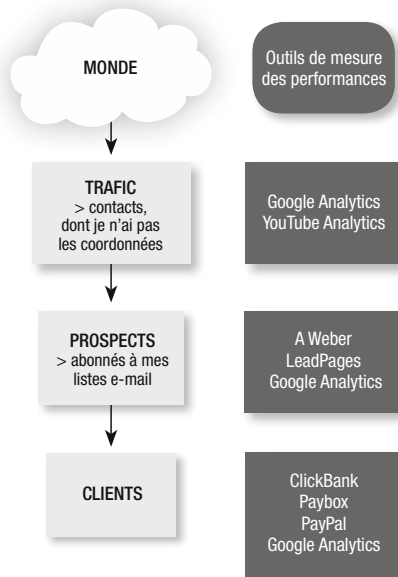 MONDE
Outils de mesure
des performances
TRAFIC
> contacts,
dont je n'ai pas
les coordonnées
Google Analytics
YouTube Analytics
PROSPECTS
> abonnés à mes
listes e-mail
A Weber
LeadPages
Google Analytics
CLIENTS
ClickBank
Paybox
PayPal
Google Analytics